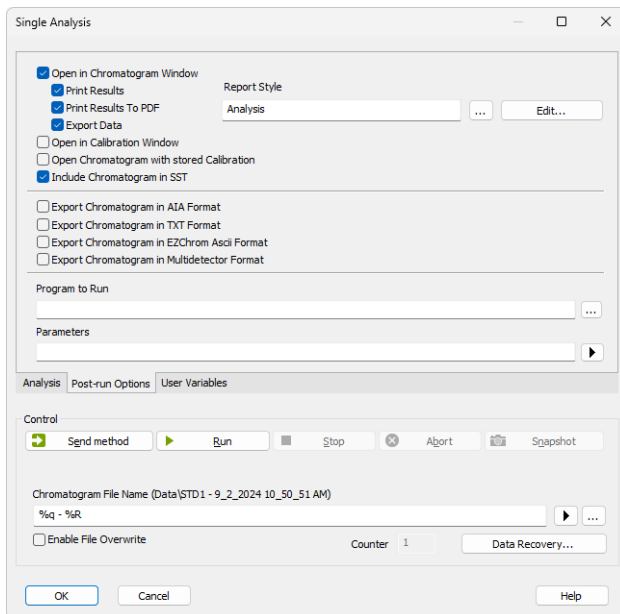 Single Analysis
Open in Chromatogram Window
Print Results
Report Style
Print Results To PDF
Analysis
...
Edit...
Export Data
Open in Calibration Window
Open Chromatogram with stored Calibration
Include Chromatogram in SST
Export Chromatogram in AIA Format
Export Chromatogram in TXT Format
Export Chromatogram in EZChrom Ascii Format
Export Chromatogram in Multidetector Format
Program to Run
...
Parameters
Analysis Post-run Options User Variables
Control
Send method Run Stop Abort Snapshot
Chromatogram File Name (Data\STD1 - 9_2_2024 10_50_51 AM)
%q - %R
...
Enable File Overwrite
Counter 1
Data Recovery...
OK Cancel Help